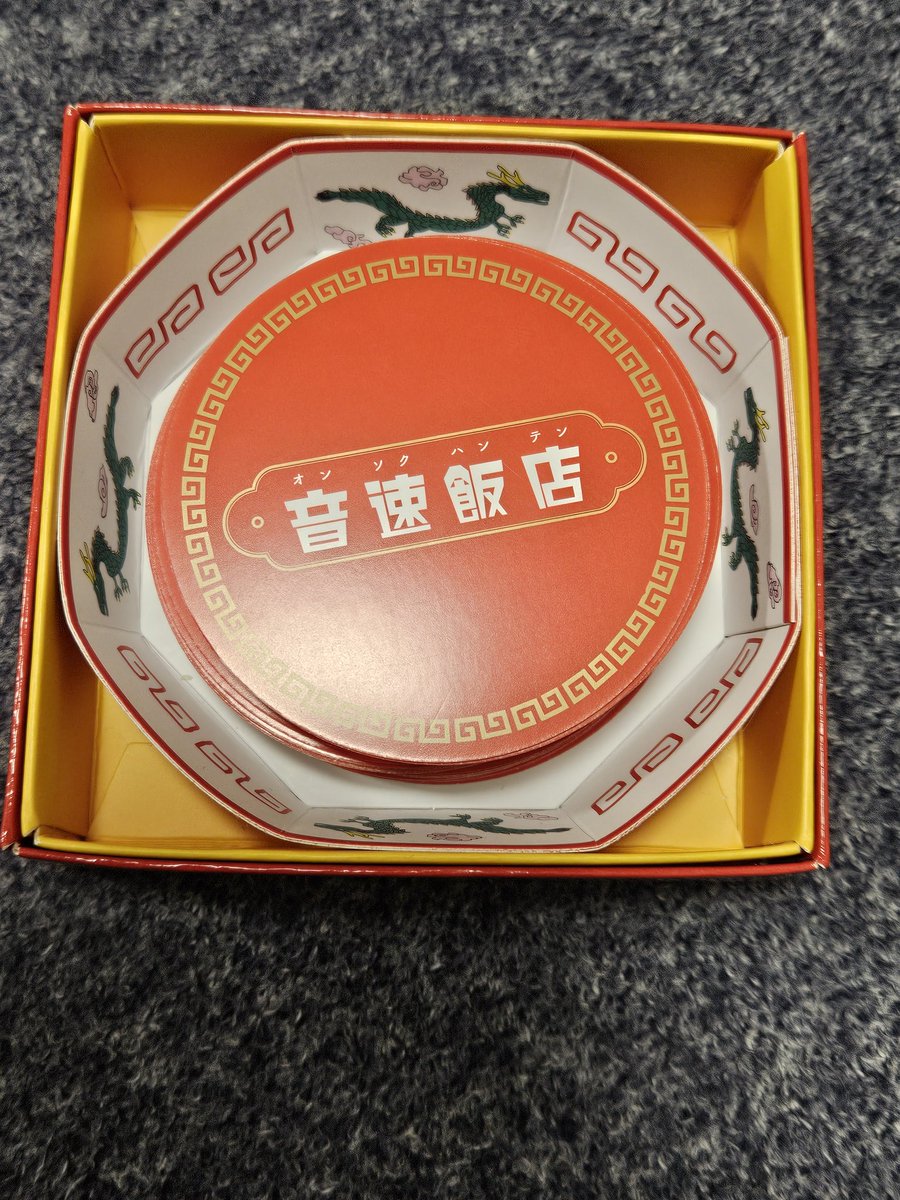 オン ソク ハン テン
音速飯店